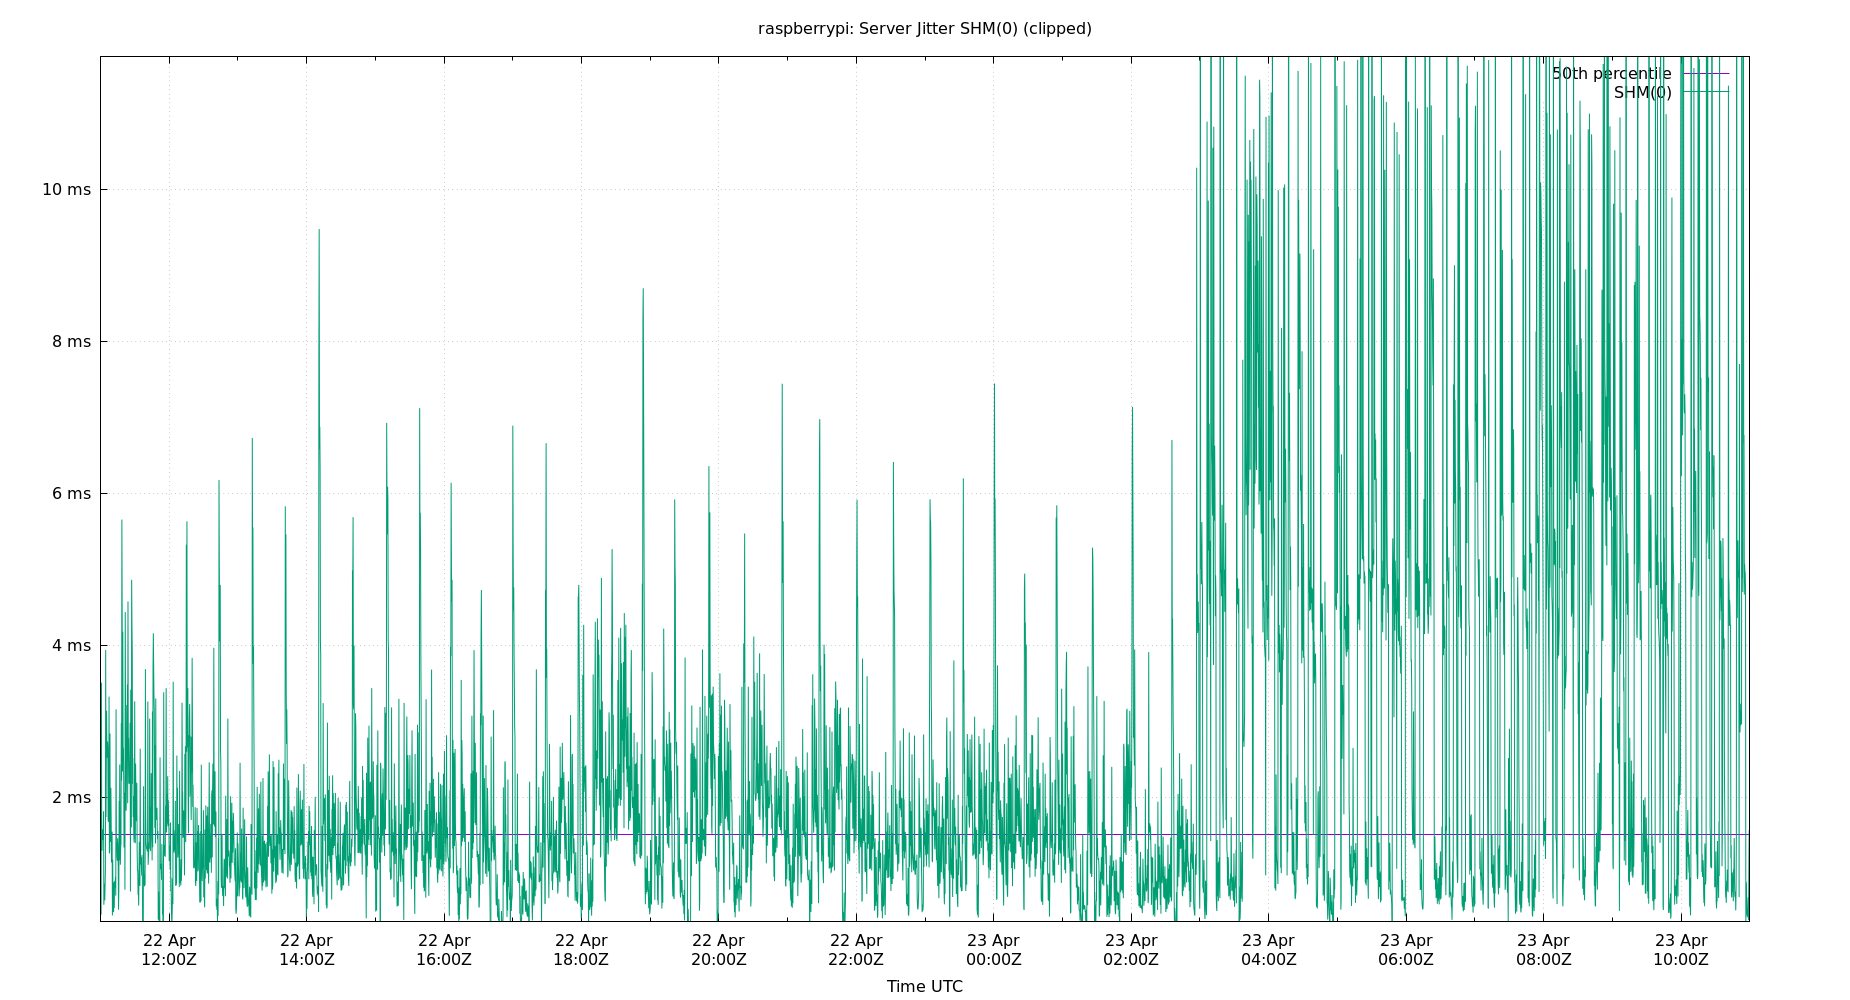 raspberrypi: Server Jitter SHM(0) (clipped)
50th percentile
SHM(0)
10 ms
8 ms
6 ms
4 ms
2 ms
22 Apr 22 Apr 22 Apr 22 Apr 22 Apr 22 Apr 23 Apr 23 Apr 23 Apr 23 Apr 23 Apr 23 Apr
12:00Z 14:00Z 16:00Z 18:00Z 20:00Z 22:00Z 00:00Z 02:00Z 04:00Z 06:00Z 08:00Z 10:00Z
Time UTC